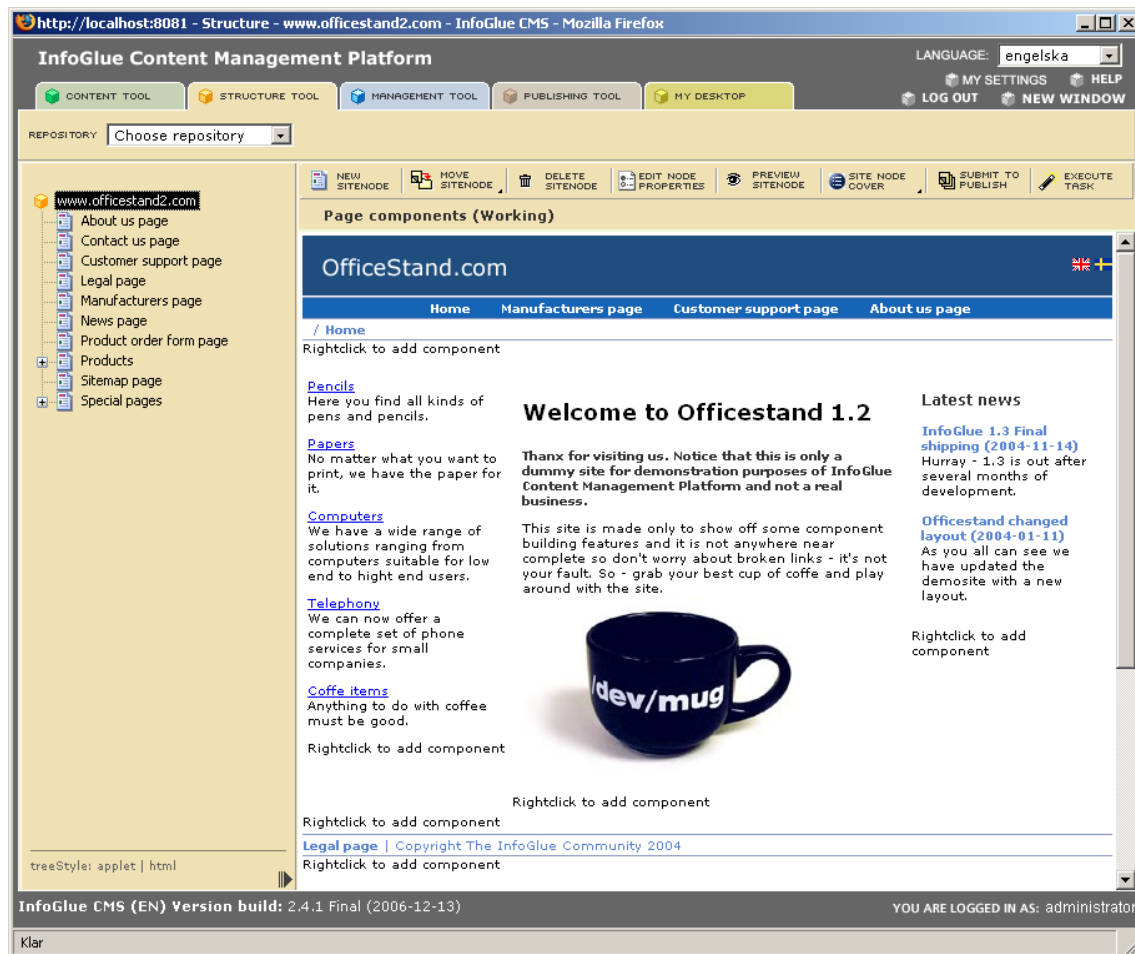 http://localhost:8081 - Structure - www.officestand2.com - InfoGlue CMS - Mozilla Firefox
InfoGlue Content Management Platform
LANGUAGE: engelska
MY SETTINGS HELP
LOG OUT NEW WINDOW
CONTENT TOOL STRUCTURE TOOL MANAGEMENT TOOL PUBLISHING TOOL MY DESKTOP
REPOSITORY Choose repository
NEW SITENODE
MOVE SITENODE
DELETE SITENODE
EDIT NODE PROPERTIES
PREVIEW SITENODE
SITE NODE COVER
SUBMIT TO PUBLISH
EXECUTE TASK
www.officestand2.com
About us page
Contact us page
Customer support page
Legal page
Manufacturers page
News page
Product order form page
Products
Sitemap page
Special pages
treeStyle: applet | html
Page components (Working)
OfficeStand.com
Home Manufacturers page Customer support page About us page
/ Home
Rightclick to add component
Pencils
Here you find all kinds of
pens and pencils.
Papers
No matter what you want to
print, we have the paper for
it.
Computers
We have a wide range of
solutions ranging from
computers suitable for low
end to hight end users.
Telephony
We can now offer a
complete set of phone
services for small
companies.
Coffe items
Anything to do with coffee
must be good.
Rightclick to add component
Welcome to Officestand 1.2
Thanx for visiting us. Notice that this is only a
dummy site for demonstration purposes of InfoGlue
Content Management Platform and not a real
business.
This site is made only to show off some component
building features and it is not anywhere near
complete so don't worry about broken links - it's not
your fault. So - grab your best cup of coffe and play
around with the site.
/dev/mug
Rightclick to add component
Latest news
InfoGlue 1.3 Final
shipping (2004-11-14)
Hurray - 1.3 is out after
several months of
development.
Officestand changed
layout (2004-01-11)
As you all can see we
have updated the
demosite with a new
layout.
Rightclick to add
component
Rightclick to add component
Legal page | Copyright The InfoGlue Community 2004
Rightclick to add component
InfoGlue CMS (EN) Version build: 2.4.1 Final (2006-12-13)
YOU ARE LOGGED IN AS: administrator
Klar